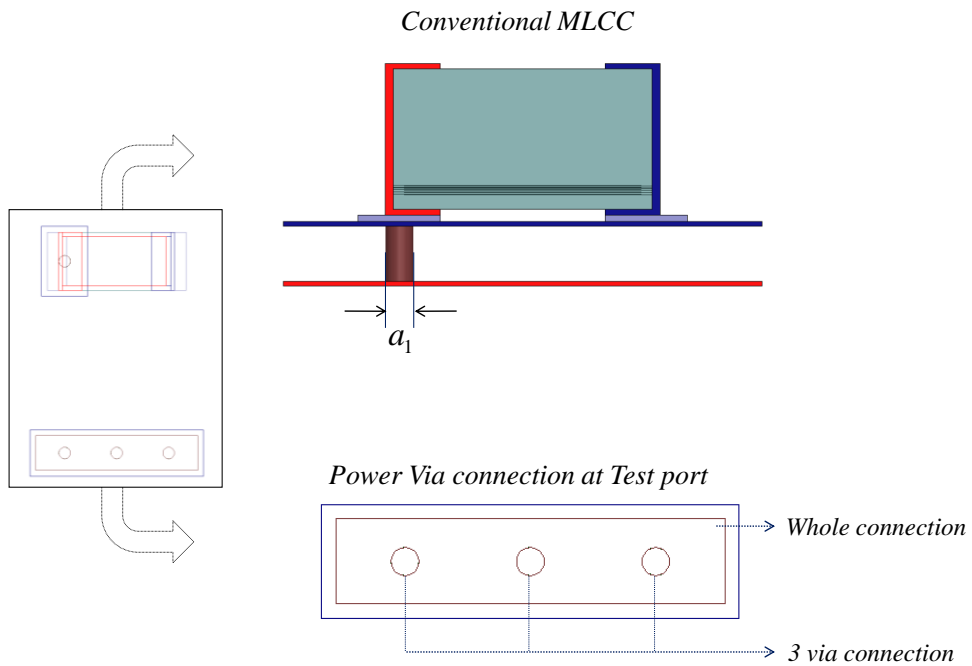 Conventional MLCC
a₁
Power Via connection at Test port
Whole connection
3 via connection